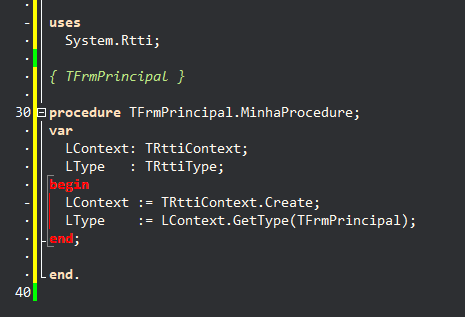 uses
  System.Rtti;

{ TFrmPrincipal }

30 procedure TFrmPrincipal.MinhaProcedure;
var
  LContext: TRttiContext;
  LType   : TRttiType;
begin
  LContext := TRttiContext.Create;
  LType    := LContext.GetType(TFrmPrincipal);
end;

end.
40